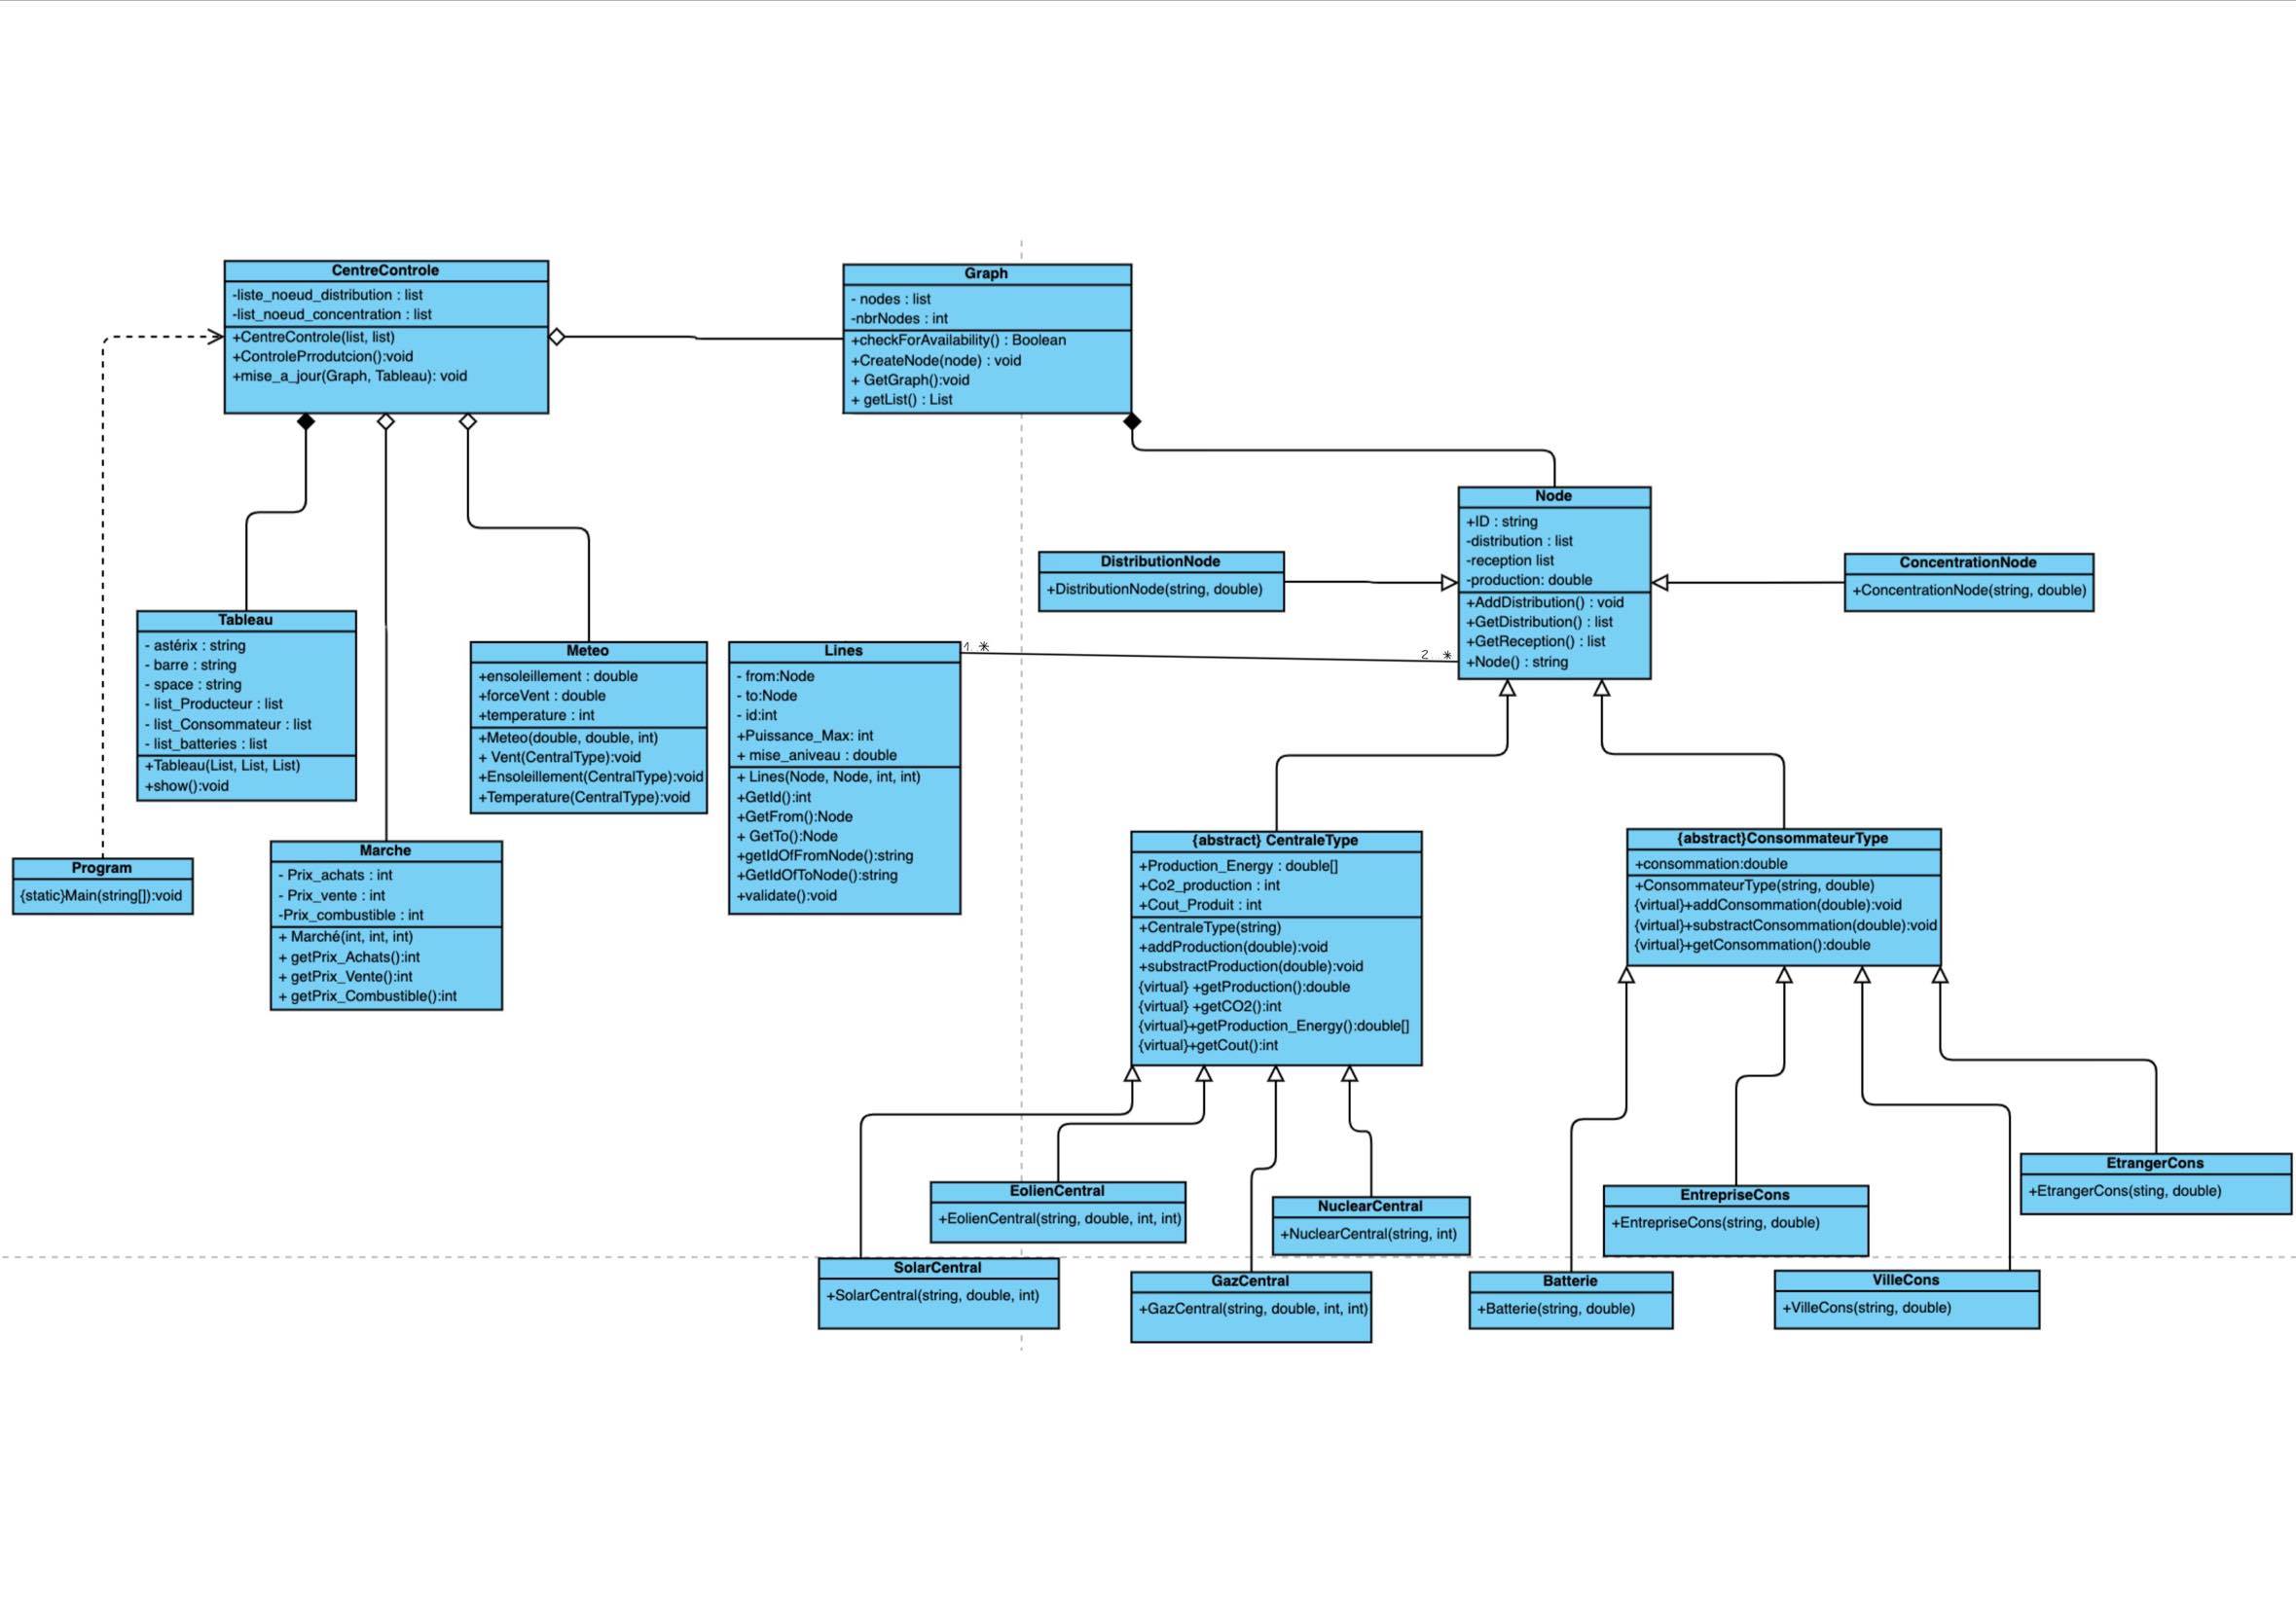 CentreControle
-liste_noeud_distribution : list
-list_noeud_concentration : list
+CentreControle(list, list)
+ControlePrrodutcion():void
+mise_a_jour(Graph, Tableau): void
Graph
- nodes : list
-nbrNodes : int
+checkForAvailability() : Boolean
+CreateNode(node) : void
+ GetGraph():void
+ getList() : List
Node
+ID : string
-distribution : list
-reception list
-production: double
+AddDistribution() : void
+GetDistribution() : list
+GetReception() : list
+Node() : string
DistributionNode
+DistributionNode(string, double)
ConcentrationNode
+ConcentrationNode(string, double)
Tableau
- astérix : string
- barre : string
- space : string
- list_Producteur : list
- list_Consommateur : list
- list_batteries : list
+Tableau(List, List, List)
+show():void
Meteo
+ensoleillement : double
+forceVent : double
+temperature : int
+Meteo(double, double, int)
+ Vent(CentralType):void
+Ensoleillement(CentralType):void
+Temperature(CentralType):void
Lines
- from:Node
- to:Node
- id:int
+Puissance_Max: int
+ mise_aniveau : double
+ Lines(Node, Node, int, int)
+GetId():int
+GetFrom():Node
+ GetTo():Node
+getIdOfFromNode():string
+GetIdOfToNode():string
+validate():void
1 *
2 *
Program
{static}Main(string[]):void
Marche
- Prix_achats : int
- Prix_vente : int
-Prix_combustible : int
+ Marché(int, int, int)
+ getPrix_Achats():int
+ getPrix_Vente():int
+ getPrix_Combustible():int
{abstract} CentraleType
+Production_Energy : double[]
+Co2_production : int
+Cout_Produit : int
+CentraleType(string)
+addProduction(double):void
+substractProduction(double):void
{virtual} +getProduction():double
{virtual} +getCO2():int
{virtual}+getProduction_Energy():double[]
{virtual}+getCout():int
{abstract}ConsommateurType
+consommation:double
+ConsommateurType(string, double)
{virtual}+addConsommation(double):void
{virtual}+substractConsommation(double):void
{virtual}+getConsommation():double
EolienCentral
+EolienCentral(string, double, int, int)
NuclearCentral
+NuclearCentral(string, int)
EntrepriseCons
+EntrepriseCons(string, double)
EtrangerCons
+EtrangerCons(sting, double)
SolarCentral
+SolarCentral(string, double, int)
GazCentral
+GazCentral(string, double, int, int)
Batterie
+Batterie(string, double)
VilleCons
+VilleCons(string, double)